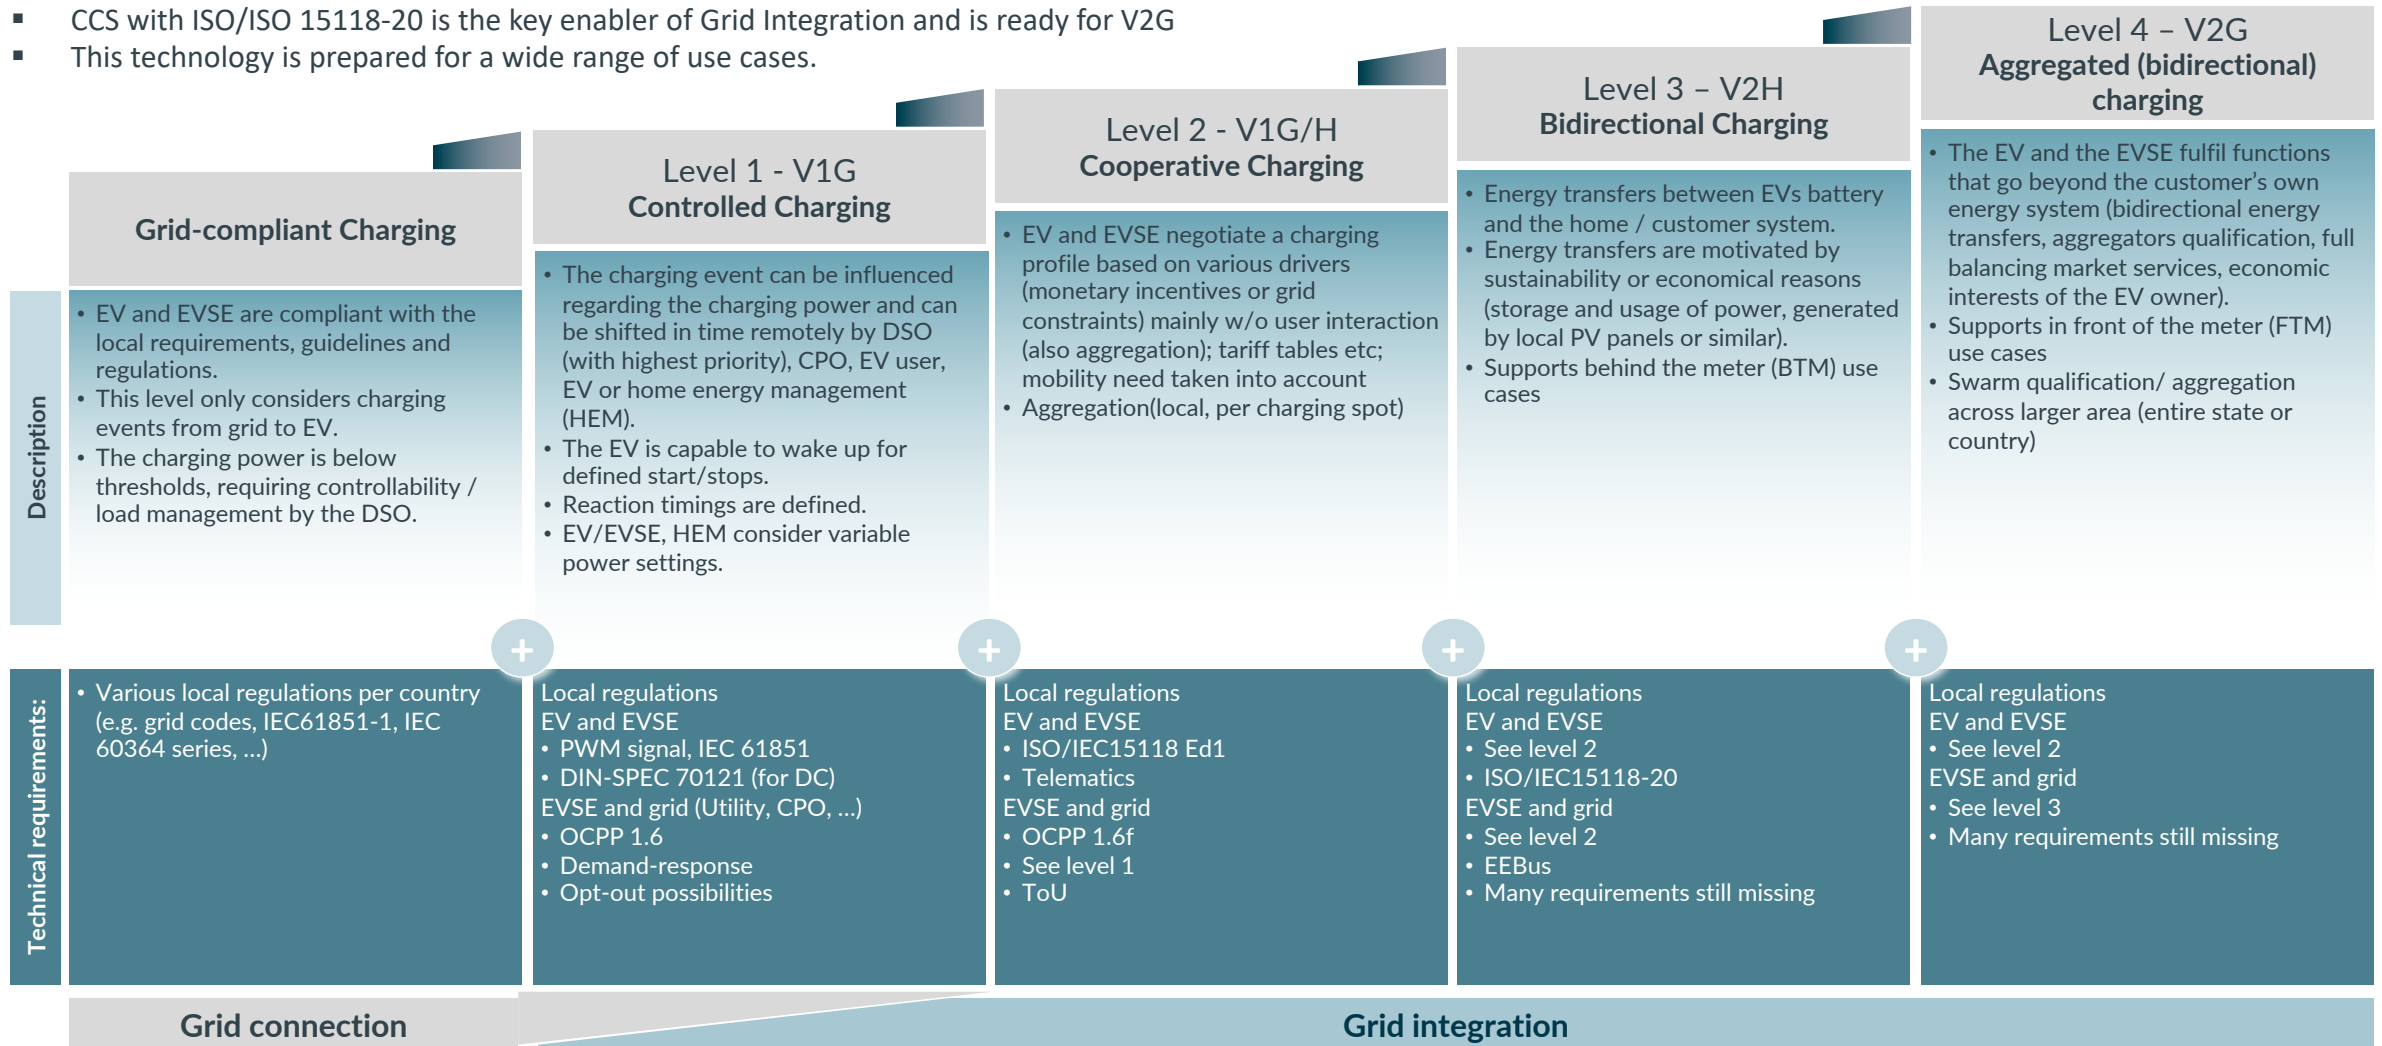 ▪ CCS with ISO/ISO 15118-20 is the key enabler of Grid Integration and is ready for V2G
▪ This technology is prepared for a wide range of use cases.
Grid-compliant Charging
Level 1 - V1G
Controlled Charging
Level 2 - V1G/H
Cooperative Charging
Level 3 – V2H
Bidirectional Charging
Level 4 – V2G
Aggregated (bidirectional)
charging
Description
• EV and EVSE are compliant with the
local requirements, guidelines and
regulations.
• This level only considers charging
events from grid to EV.
• The charging power is below
thresholds, requiring controllability /
load management by the DSO.
• The charging event can be influenced
regarding the charging power and can
be shifted in time remotely by DSO
(with highest priority), CPO, EV user,
EV or home energy management
(HEM).
• The EV is capable to wake up for
defined start/stops.
• Reaction timings are defined.
• EV/EVSE, HEM consider variable
power settings.
• EV and EVSE negotiate a charging
profile based on various drivers
(monetary incentives or grid
constraints) mainly w/o user interaction
(also aggregation); tariff tables etc;
mobility need taken into account
• Aggregation(local, per charging spot)
• Energy transfers between EVs battery
and the home / customer system.
• Energy transfers are motivated by
sustainability or economical reasons
(storage and usage of power, generated
by local PV panels or similar).
• Supports behind the meter (BTM) use
cases
• The EV and the EVSE fulfil functions
that go beyond the customer’s own
energy system (bidirectional energy
transfers, aggregators qualification, full
balancing market services, economic
interests of the EV owner).
• Supports in front of the meter (FTM)
use cases
• Swarm qualification/ aggregation
across larger area (entire state or
country)
+
+
+
+
Technical requirements:
• Various local regulations per country
(e.g. grid codes, IEC61851-1, IEC
60364 series, ...)
Local regulations
EV and EVSE
• PWM signal, IEC 61851
• DIN-SPEC 70121 (for DC)
EVSE and grid (Utility, CPO, ...)
• OCPP 1.6
• Demand-response
• Opt-out possibilities
Local regulations
EV and EVSE
• ISO/IEC15118 Ed1
• Telematics
EVSE and grid
• OCPP 1.6f
• See level 1
• ToU
Local regulations
EV and EVSE
• See level 2
• ISO/IEC15118-20
EVSE and grid
• See level 2
• EEBus
• Many requirements still missing
Local regulations
EV and EVSE
• See level 2
EVSE and grid
• See level 3
• Many requirements still missing
Grid connection
Grid integration